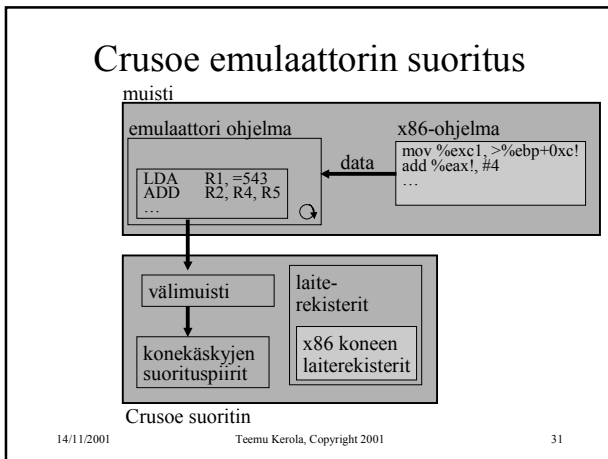 Crusoe emulaattorin suoritus
muisti
emulaattori ohjelma
x86-ohjelma
LDA R1, =543
ADD R2, R4, R5
…
data
mov %exc1, >%ebp+0xc!
add %eax!, #4
…
välimuisti
konekäskyjen
suorituspiirit
laite-
rekisterit
x86 koneen
laiterekisterit
Crusoe suoritin
14/11/2001 Teemu Kerola, Copyright 2001 31